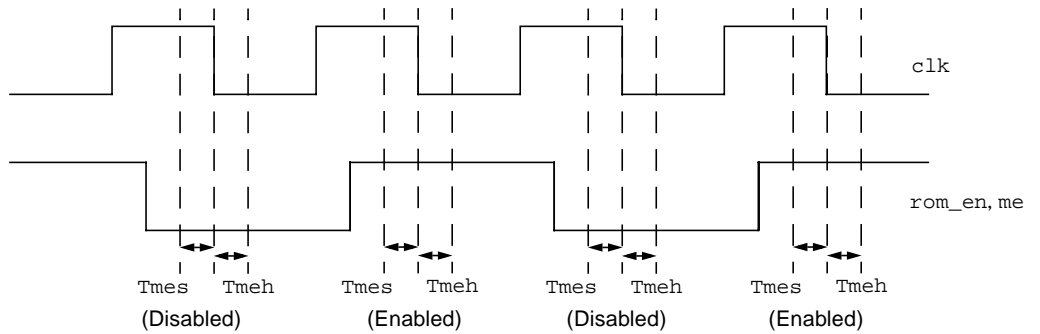 clk
rom_en, me
Tmes Tmeh Tmes Tmeh Tmes Tmeh Tmes Tmeh
(Disabled) (Enabled) (Disabled) (Enabled)